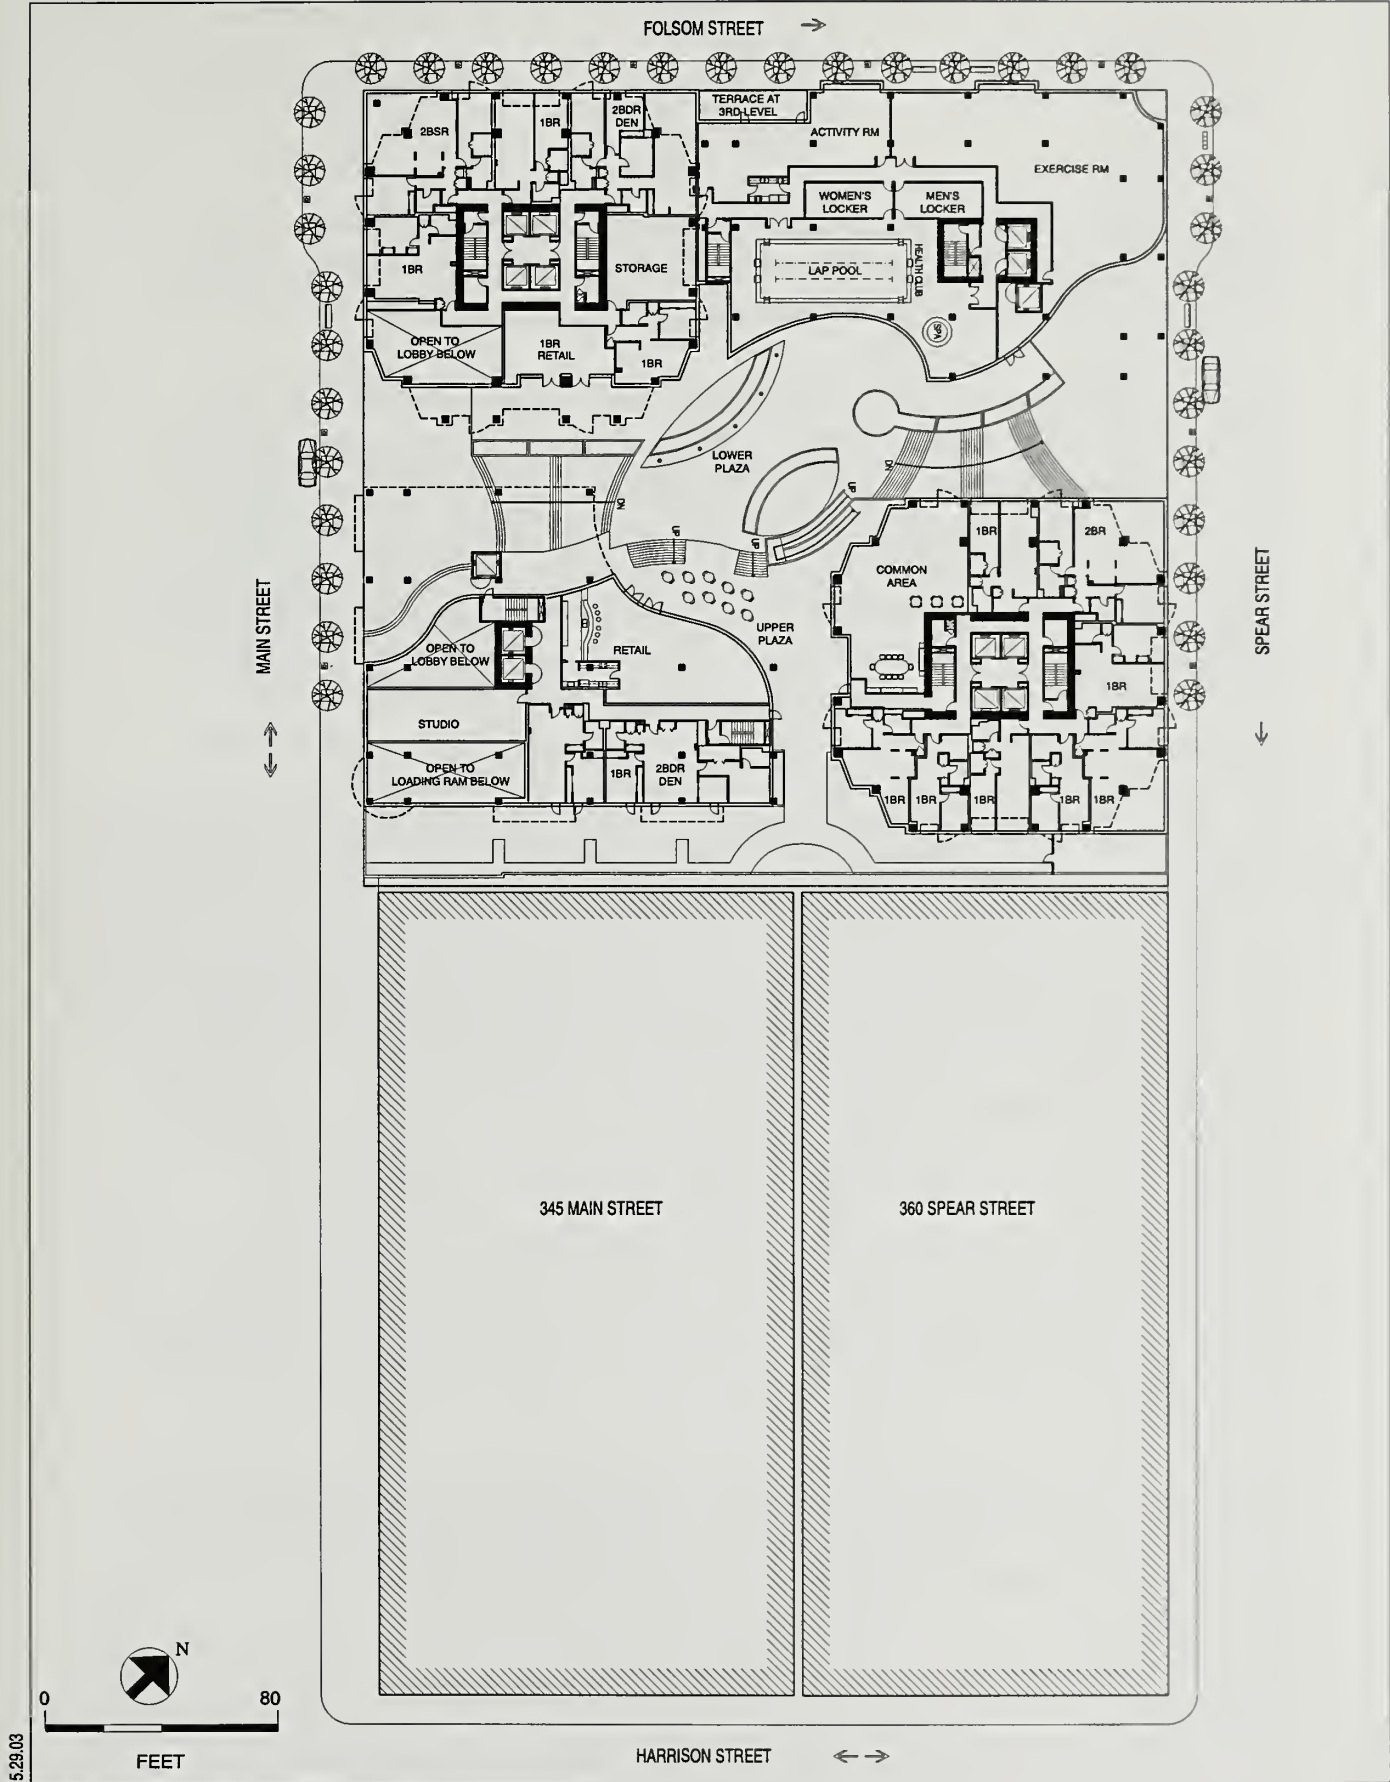 FOLSOM STREET
TERRACE AT
3RD LEVEL
2BSR
1BR
2BDR
DEN
ACTIVITY RM
EXERCISE RM
WOMEN'S
LOCKER
MEN'S
LOCKER
1BR
STORAGE
LAP POOL
HEALTH CLUB
SPA
OPEN TO
LOBBY BELOW
1BR
RETAIL
1BR
LOWER
PLAZA
DN
DN
UP
UP
UP
1BR
2BR
COMMON
AREA
MAIN STREET
SPEAR STREET
UPPER
PLAZA
OPEN TO
LOBBY BELOW
RETAIL
1BR
STUDIO
OPEN TO
LOADING RAM BELOW
1BR
2BDR
DEN
1BR
1BR
1BR
1BR
1BR
345 MAIN STREET
360 SPEAR STREET
N
0
80
FEET
HARRISON STREET
5.29.03